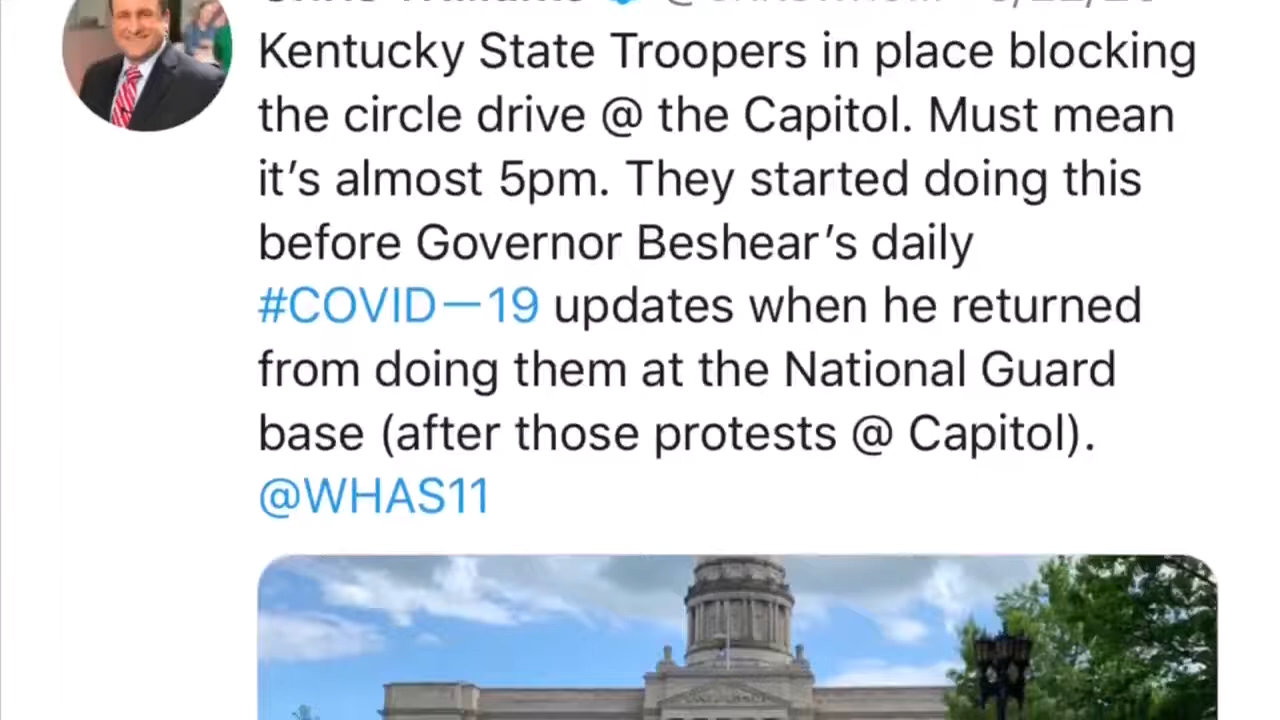 Kentucky State Troopers in place blocking
the circle drive @ the Capitol. Must mean
it's almost 5pm. They started doing this
before Governor Beshear's daily
#COVID—19 updates when he returned
from doing them at the National Guard
base (after those protests @ Capitol).
@WHAS11